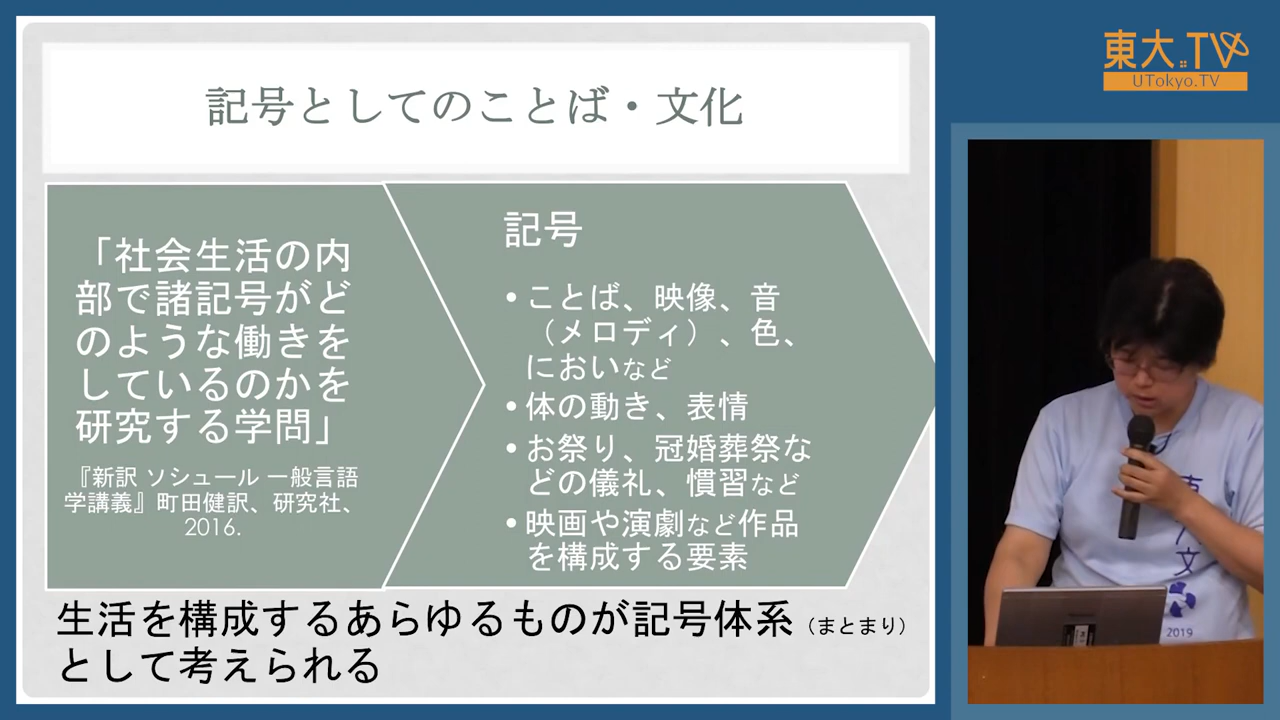 記号としてのことば・文化
「社会生活の内
部で諸記号がど
のような働きを
しているのかを
研究する学問」
『新訳 ソシュール 一般言語
学講義』町田健訳、研究社、
2016.
記号
•ことば、映像、音
（メロディ）、色、
においなど
•体の動き、表情
•お祭り、冠婚葬祭な
どの儀礼、慣習など
•映画や演劇など作品
を構成する要素
生活を構成するあらゆるものが記号体系（まとまり）
として考えられる
東大.TV
UTokyo.TV
文
2019